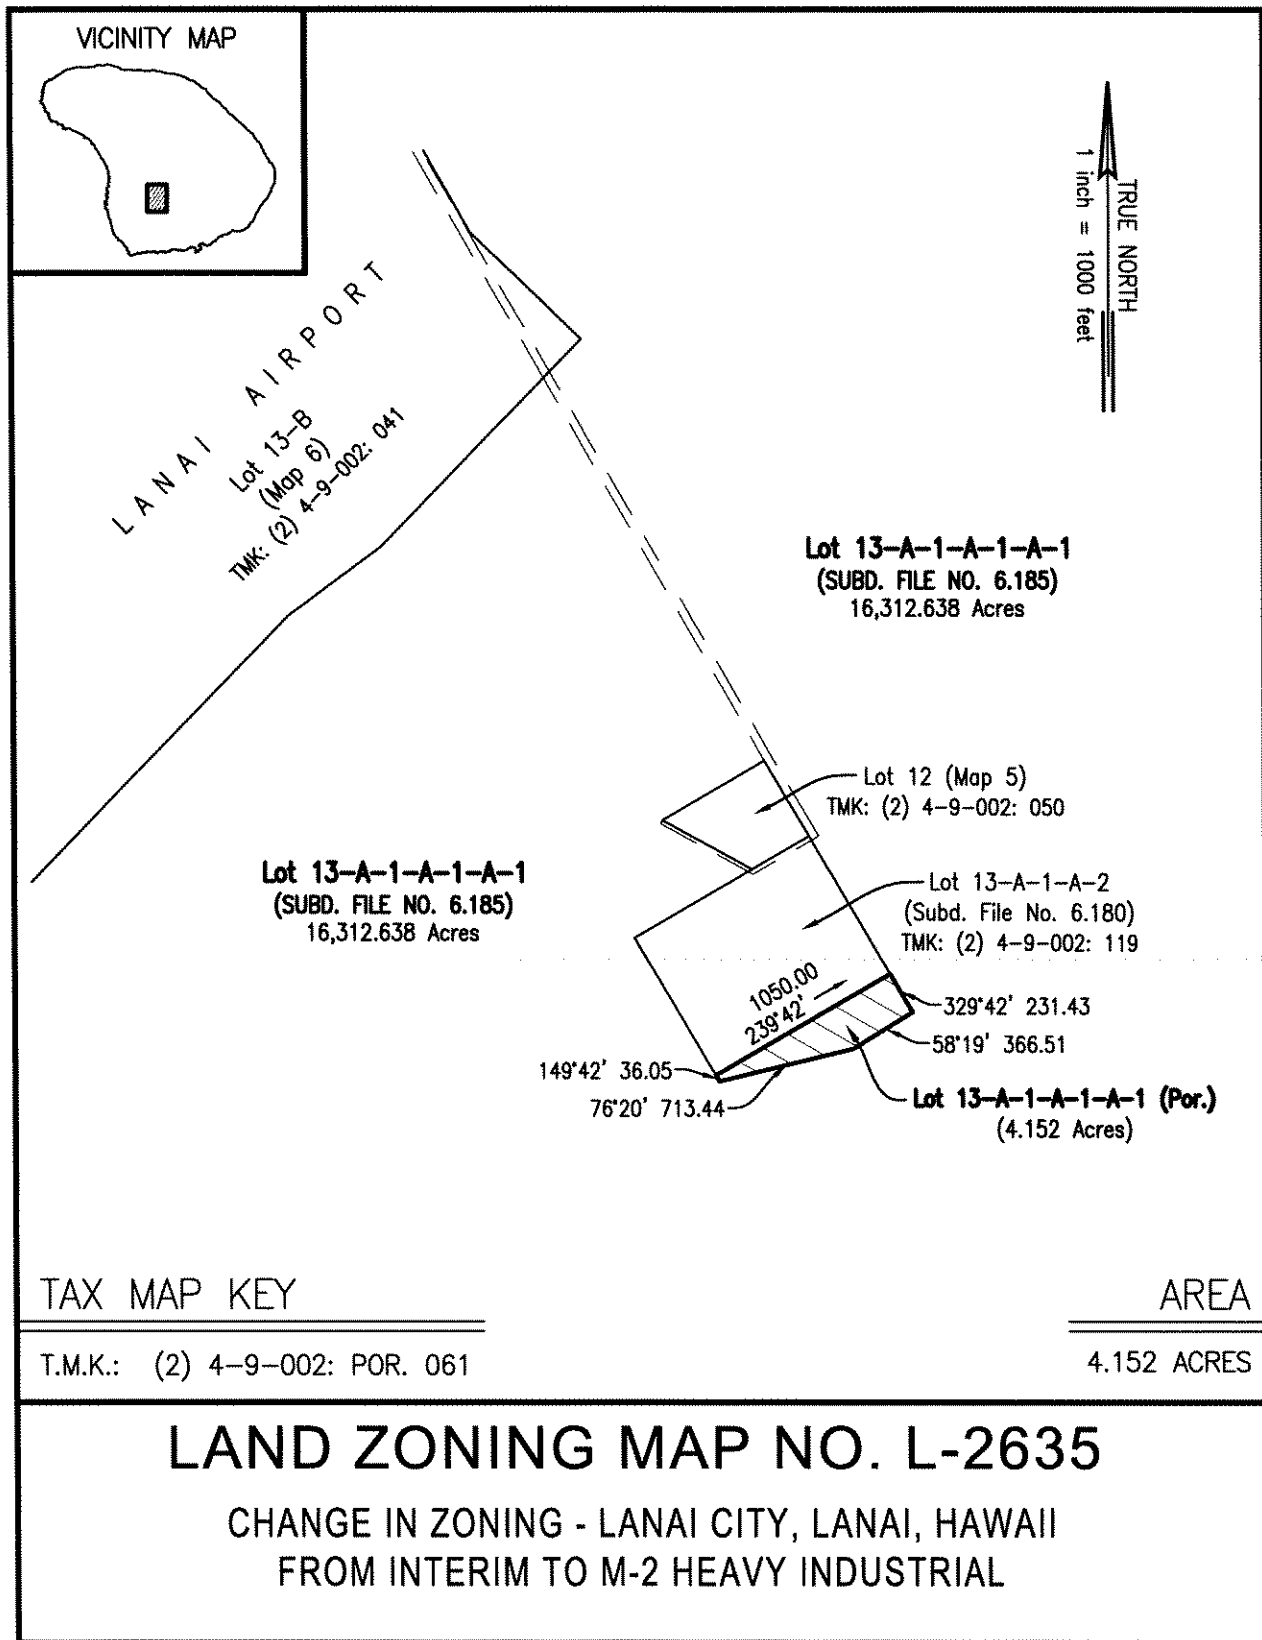 VICINITY MAP
TRUE NORTH
1 inch = 1000 feet
LANAI AIRPORT
Lot 13-B
(Map 6)
TMK: (2) 4-9-002: 041
Lot 13-A-1-A-1-A-1
(SUBD. FILE NO. 6.185)
16,312.638 Acres
Lot 12 (Map 5)
TMK: (2) 4-9-002: 050
Lot 13-A-1-A-1-A-1
(SUBD. FILE NO. 6.185)
16,312.638 Acres
Lot 13-A-1-A-2
(Subd. File No. 6.180)
TMK: (2) 4-9-002: 119
1050.00
239°42'
329°42' 231.43
58°19' 366.51
149°42' 36.05
76°20' 713.44
Lot 13-A-1-A-1-A-1 (Por.)
(4.152 Acres)
TAX MAP KEY
T.M.K.: (2) 4-9-002: POR. 061
AREA
4.152 ACRES
LAND ZONING MAP NO. L-2635
CHANGE IN ZONING - LANAI CITY, LANAI, HAWAII
FROM INTERIM TO M-2 HEAVY INDUSTRIAL